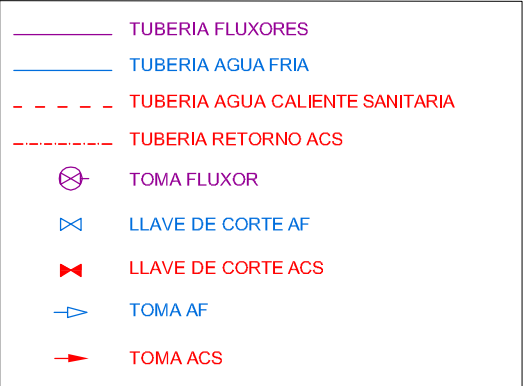 TUBERIA FLUXORES
TUBERIA AGUA FRIA
TUBERIA AGUA CALIENTE SANITARIA
TUBERIA RETORNO ACS
TOMA FLUXOR
LLAVE DE CORTE AF
LLAVE DE CORTE ACS
TOMA AF
TOMA ACS